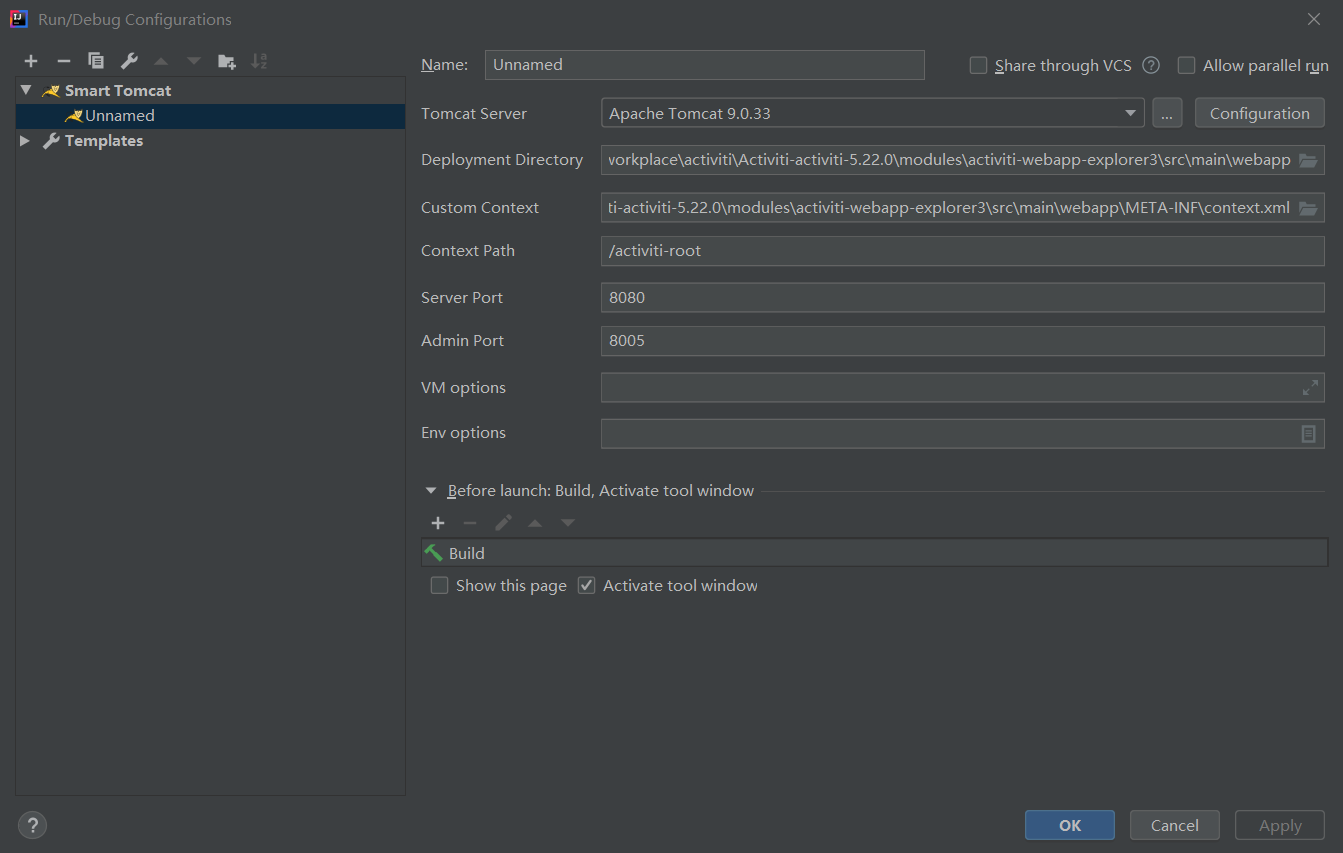 Run/Debug Configurations
Smart Tomcat
Unnamed
Templates
Name: Unnamed
Share through VCS ?
Allow parallel run
Tomcat Server Apache Tomcat 9.0.33 ... Configuration
Deployment Directory vorkplace\activiti\Activiti-activiti-5.22.0\modules\activiti-webapp-explorer3\src\main\webapp
Custom Context ti-activiti-5.22.0\modules\activiti-webapp-explorer3\src\main\webapp\META-INF\context.xml
Context Path /activiti-root
Server Port 8080
Admin Port 8005
VM options
Env options
Before launch: Build, Activate tool window
Build
Show this page Activate tool window
? OK Cancel Apply